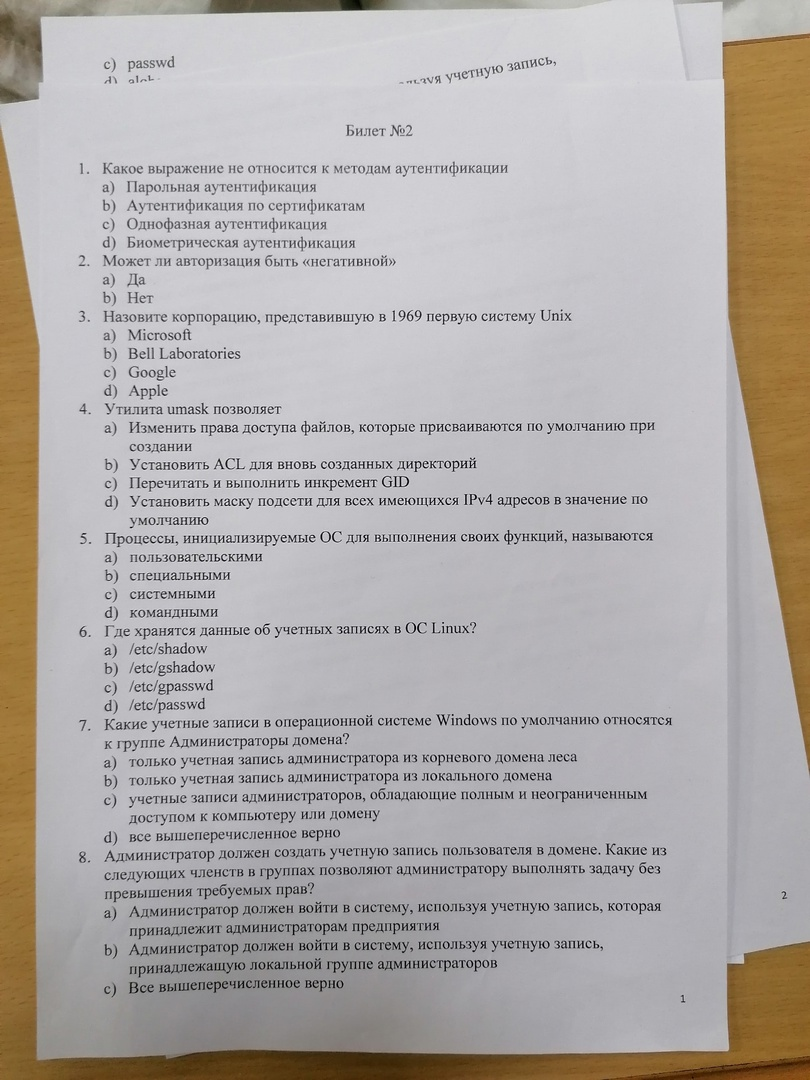 c) passwd
d)
учетную запись,
Билет №2
1. Какое выражение не относится к методам аутентификации
a) Парольная аутентификация
b) Аутентификация по сертификатам
c) Однофазная аутентификация
d) Биометрическая аутентификация
2. Может ли авторизация быть «негативной»
a) Да
b) Нет
3. Назовите корпорацию, представившую в 1969 первую систему Unix
a) Microsoft
b) Bell Laboratories
c) Google
d) Apple
4. Утилита umask позволяет
a) Изменить права доступа файлов, которые присваиваются по умолчанию при
создании
b) Установить ACL для вновь созданных директорий
c) Перечитать и выполнить инкремент GID
d) Установить маску подсети для всех имеющихся IPv4 адресов в значение по
умолчанию
5. Процессы, инициализируемые ОС для выполнения своих функций, называются
a) пользовательскими
b) специальными
c) системными
d) командными
6. Где хранятся данные об учетных записях в ОС Linux?
a) /etc/shadow
b) /etc/gshadow
c) /etc/gpasswd
d) /etc/passwd
7. Какие учетные записи в операционной системе Windows по умолчанию относятся
к группе Администраторы домена?
a) только учетная запись администратора из корневого домена леса
b) только учетная запись администратора из локального домена
c) учетные записи администраторов, обладающие полным и неограниченным
доступом к компьютеру или домену
d) все вышеперечисленное верно
8. Администратор должен создать учетную запись пользователя в домене. Какие из
следующих членств в группах позволяют администратору выполнять задачу без
превышения требуемых прав?
a) Администратор должен войти в систему, используя учетную запись, которая
принадлежит администраторам предприятия
b) Администратор должен войти в систему, используя учетную запись,
принадлежащую локальной группе администраторов
c) Все вышеперечисленное верно
1
2